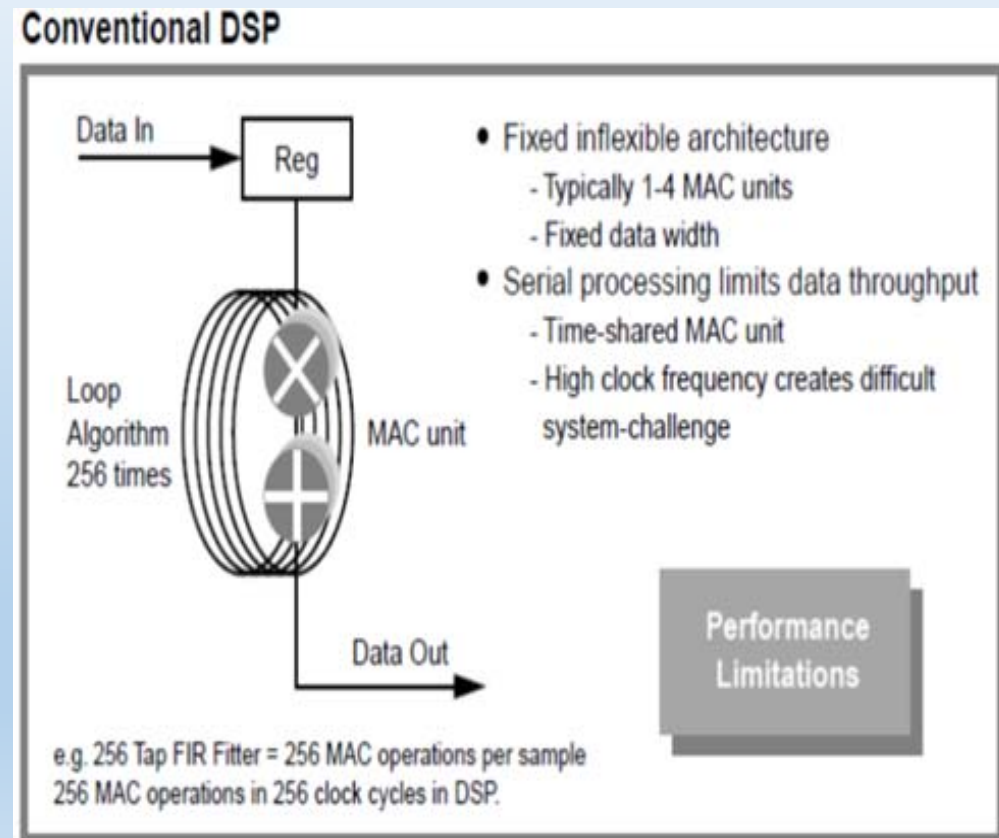 Conventional DSP
Data In
Reg
Loop
Algorithm
256 times
MAC unit
Data Out
• Fixed inflexible architecture
- Typically 1-4 MAC units
- Fixed data width
• Serial processing limits data throughput
- Time-shared MAC unit
- High clock frequency creates difficult
system-challenge
Performance
Limitations
e.g. 256 Tap FIR Fitter = 256 MAC operations per sample
256 MAC operations in 256 clock cycles in DSP.